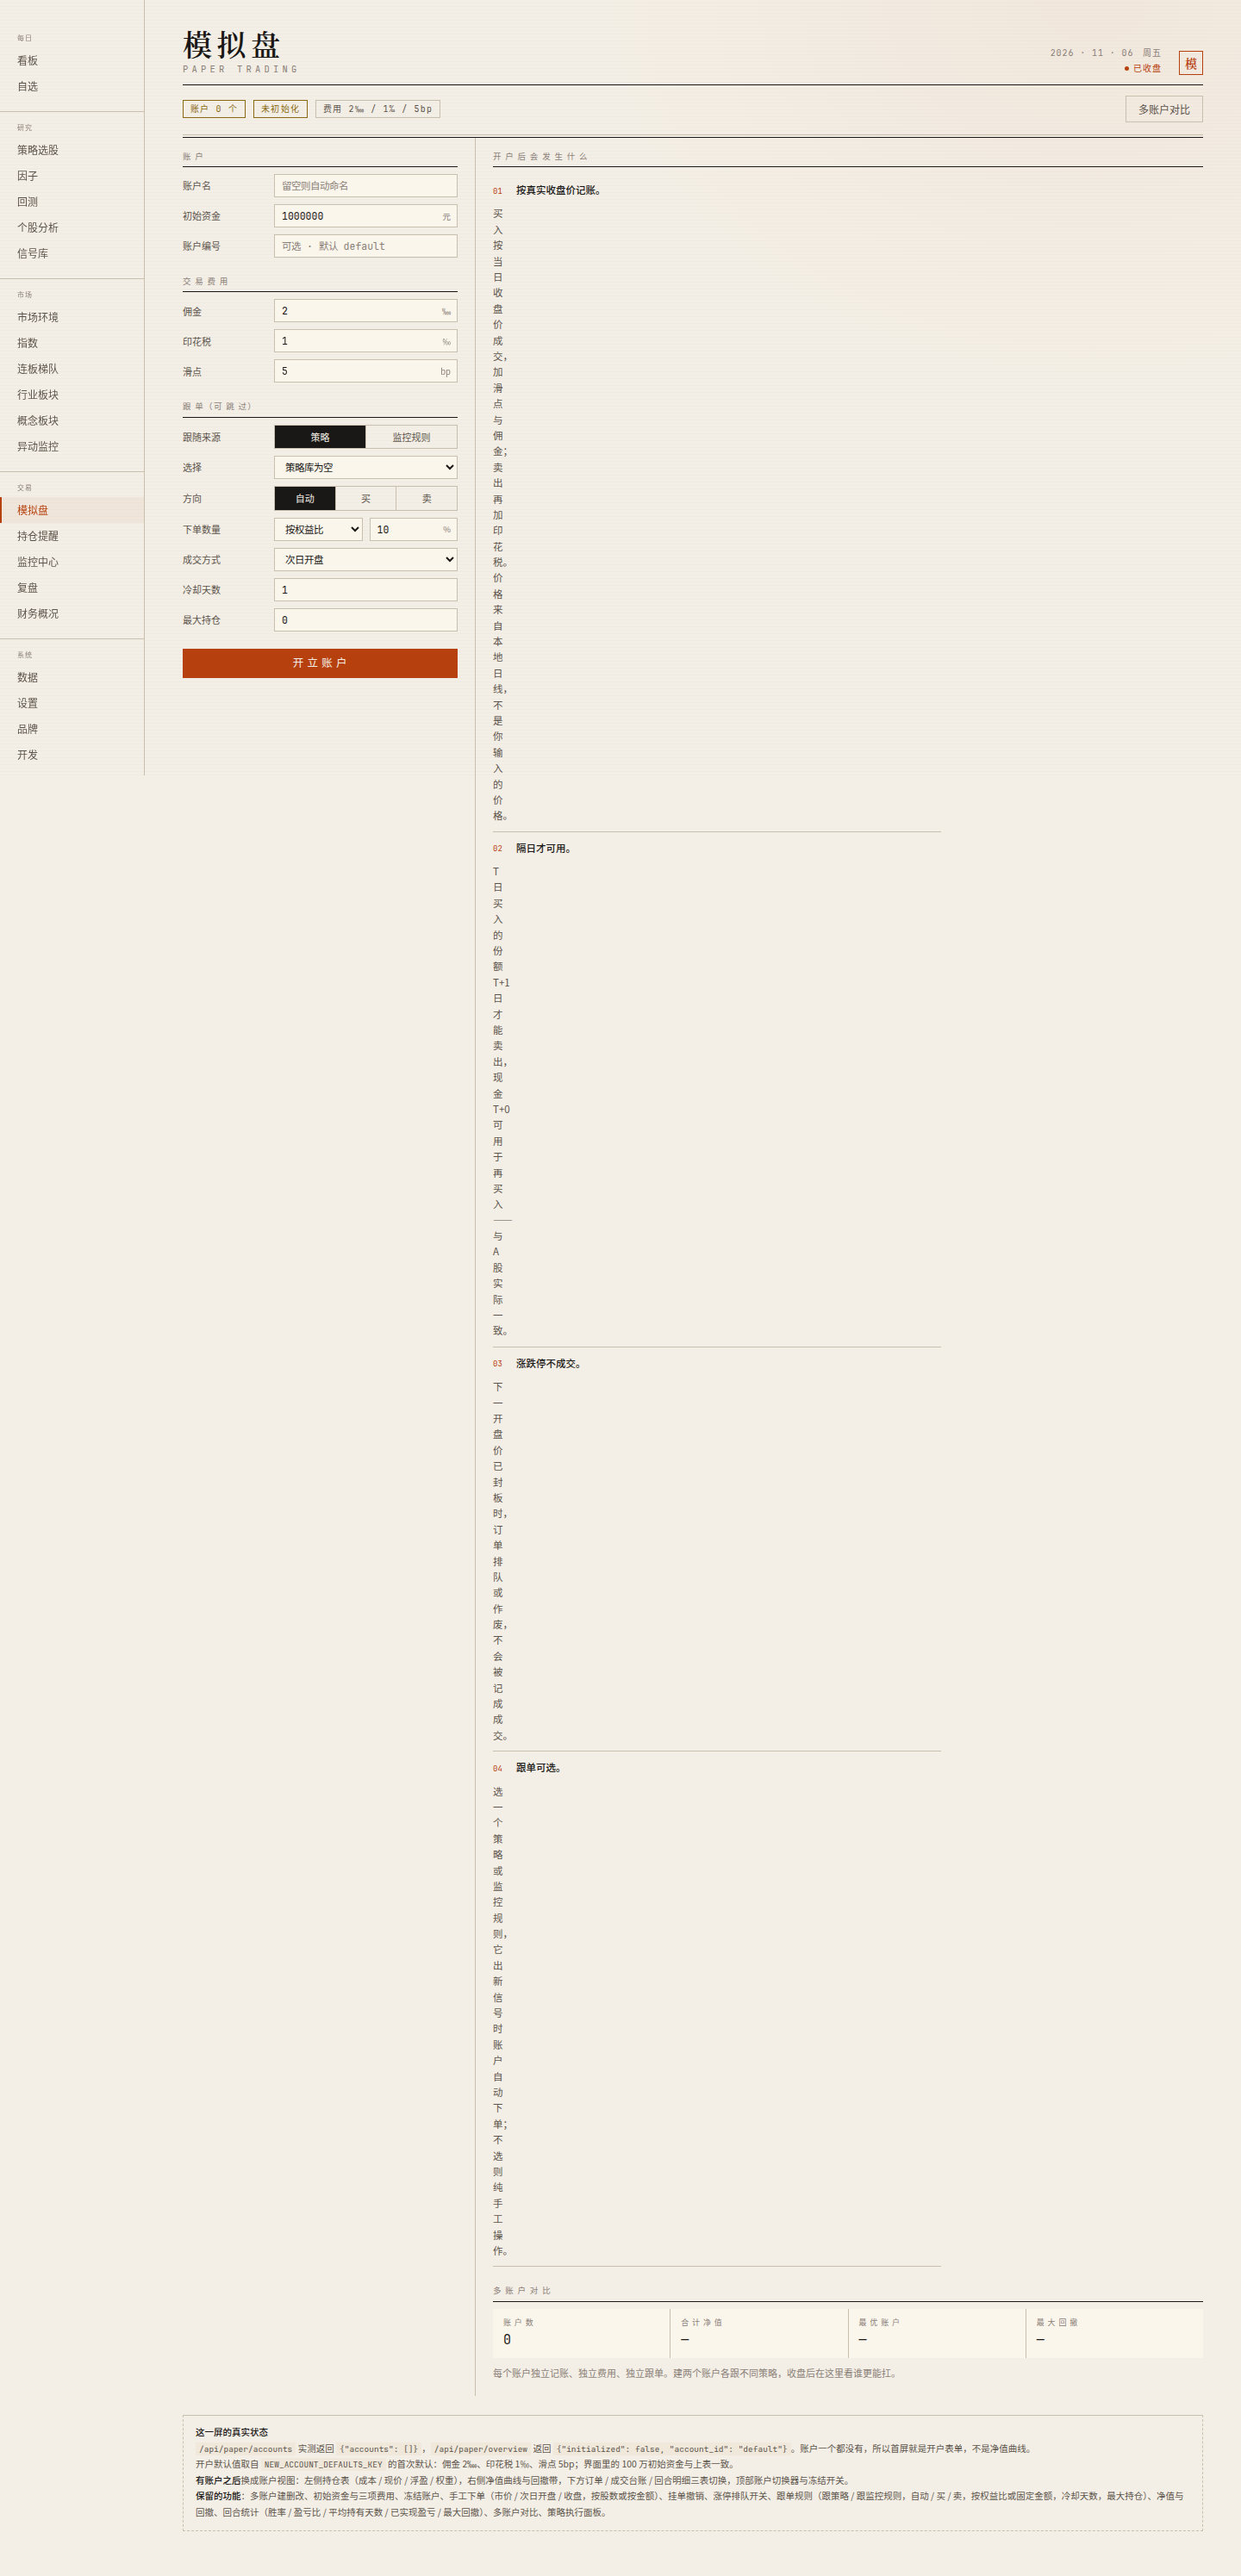 每日
看板
自选
研究
策略选股
因子
回测
个股分析
信号库
市场
市场环境
指数
连板梯队
行业板块
概念板块
异动监控
交易
模拟盘
持仓提醒
监控中心
复盘
财务概况
系统
数据
设置
品牌
开发
模拟盘
PAPER TRADING
2026 · 11 · 06 周五
已收盘
模
账户 0 个
未初始化
费用 2‱ / 1‰ / 5bp
多账户对比
账户
账户名
留空则自动命名
初始资金
1000000
元
账户编号
可选 · 默认 default
交易费用
佣金
2
‱
印花税
1
‰
滑点
5
bp
跟单（可跳过）
跟随来源
策略
监控规则
选择
策略库为空
方向
自动
买
卖
下单数量
按权益比
10
%
成交方式
次日开盘
冷却天数
1
最大持仓
0
开立账户
开户后会发生什么
01 按真实收盘价记账。
买
入
按
当
日
收
盘
价
成
交，
加
滑
点
与
佣
金；
卖
出
再
加
印
花
税。
价
格
来
自
本
地
日
线，
不
是
你
输
入
的
价
格。
02 隔日才可用。
T
日
买
入
的
份
额
T+1
日
才
能
卖
出，
现
金
T+0
可
用
于
再
买
入
——
与
A
股
实
际
一
致。
03 涨跌停不成交。
下
一
开
盘
价
已
封
板
时，
订
单
排
队
或
作
废，
不
会
被
记
成
成
交。
04 跟单可选。
选
一
个
策
略
或
监
控
规
则，
它
出
新
信
号
时
账
户
自
动
下
单；
不
选
则
纯
手
工
操
作。
多账户对比
账户数
0
合计净值
—
最优账户
—
最大回撤
—
每个账户独立记账、独立费用、独立跟单。建两个账户各跟不同策略，收盘后在这里看谁更能扛。
这一屏的真实状态
/api/paper/accounts 实测返回 {"accounts": []}，/api/paper/overview 返回 {"initialized": false, "account_id": "default"}。账户一个都没有，所以首屏就是开户表单，不是净值曲线。
开户默认值取自 NEW_ACCOUNT_DEFAULTS_KEY 的首次默认：佣金 2‱、印花税 1‰、滑点 5bp；界面里的 100 万初始资金与上表一致。
有账户之后换成账户视图：左侧持仓表（成本 / 现价 / 浮盈 / 权重），右侧净值曲线与回撤带，下方订单 / 成交台账 / 回合明细三表切换，顶部账户切换器与冻结开关。
保留的功能：多账户建删改、初始资金与三项费用、冻结账户、手工下单（市价 / 次日开盘 / 收盘，按股数或按金额）、挂单撤销、涨停排队开关、跟单规则（跟策略 / 跟监控规则，自动 / 买 / 卖，按权益比或固定金额，冷却天数，最大持仓）、净值与
回撤、回合统计（胜率 / 盈亏比 / 平均持有天数 / 已实现盈亏 / 最大回撤）、多账户对比、策略执行面板。